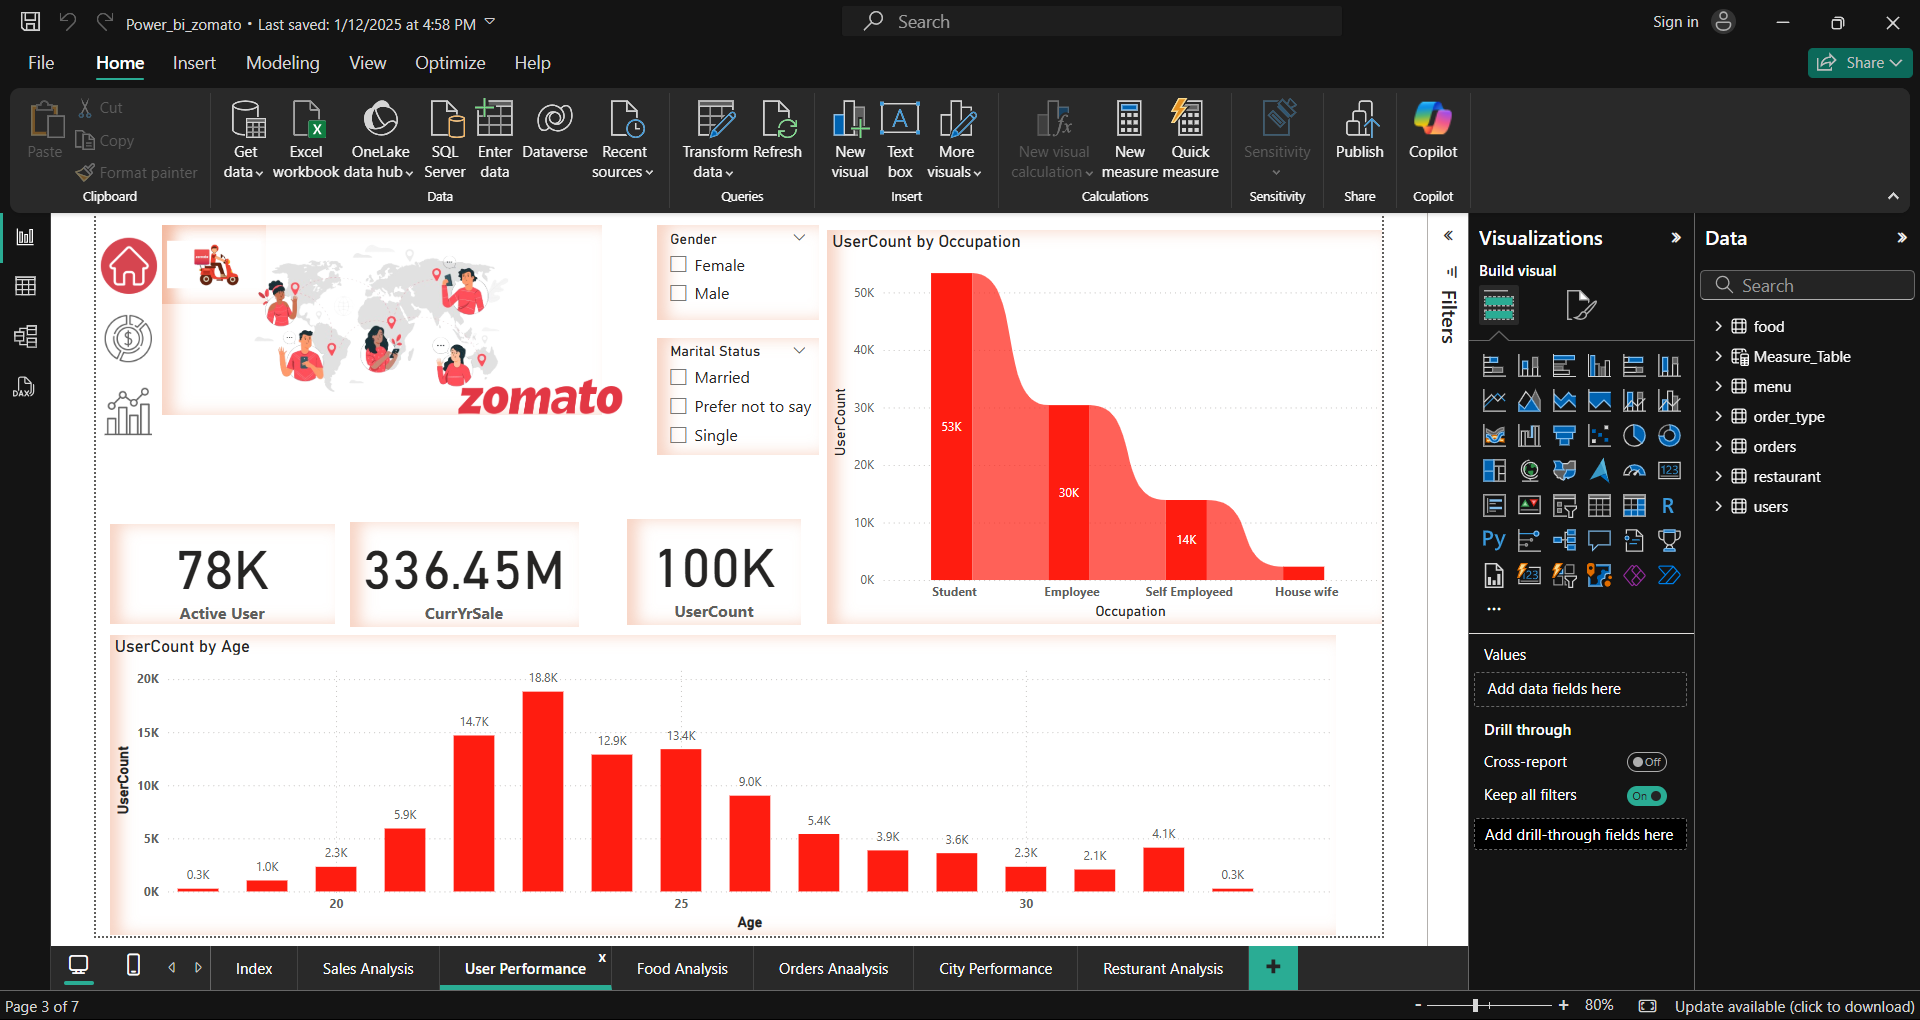 Power_bi_zomato • Last saved: 1/12/2025 at 4:58 PM
Search
Sign in
File
Home
Insert
Modeling
View
Optimize
Help
Share
Paste
Cut
Copy
Format painter
Clipboard
Get data
Excel workbook
OneLake data hub
SQL Server
Enter data
Dataverse
Recent sources
Data
Transform data
Refresh
Queries
New visual
Text box
More visuals
Insert
New visual calculation
New measure
Quick measure
Calculations
Sensitivity
Sensitivity
Publish
Share
Copilot
Copilot
DAX
zomato
Gender
Female
Male
Marital Status
Married
Prefer not to say
Single
UserCount by Occupation
UserCount
50K
40K
30K
20K
10K
0K
53K
30K
14K
Student
Employee
Self Employeed
House wife
Occupation
78K
Active User
336.45M
CurrYrSale
100K
UserCount
UserCount by Age
UserCount
20K
15K
10K
5K
0K
0.3K
1.0K
2.3K
5.9K
14.7K
18.8K
12.9K
13.4K
9.0K
5.4K
3.9K
3.6K
2.3K
2.1K
4.1K
0.3K
20
25
30
Age
Filters
Visualizations
Build visual
123
R
Py
123
Values
Add data fields here
Drill through
Cross-report
Off
Keep all filters
On
Add drill-through fields here
Data
Search
food
Measure_Table
menu
order_type
orders
restaurant
users
Index
Sales Analysis
User Performance
x
Food Analysis
Orders Anaalysis
City Performance
Resturant Analysis
+
Page 3 of 7
- + 80%
Update available (click to download)